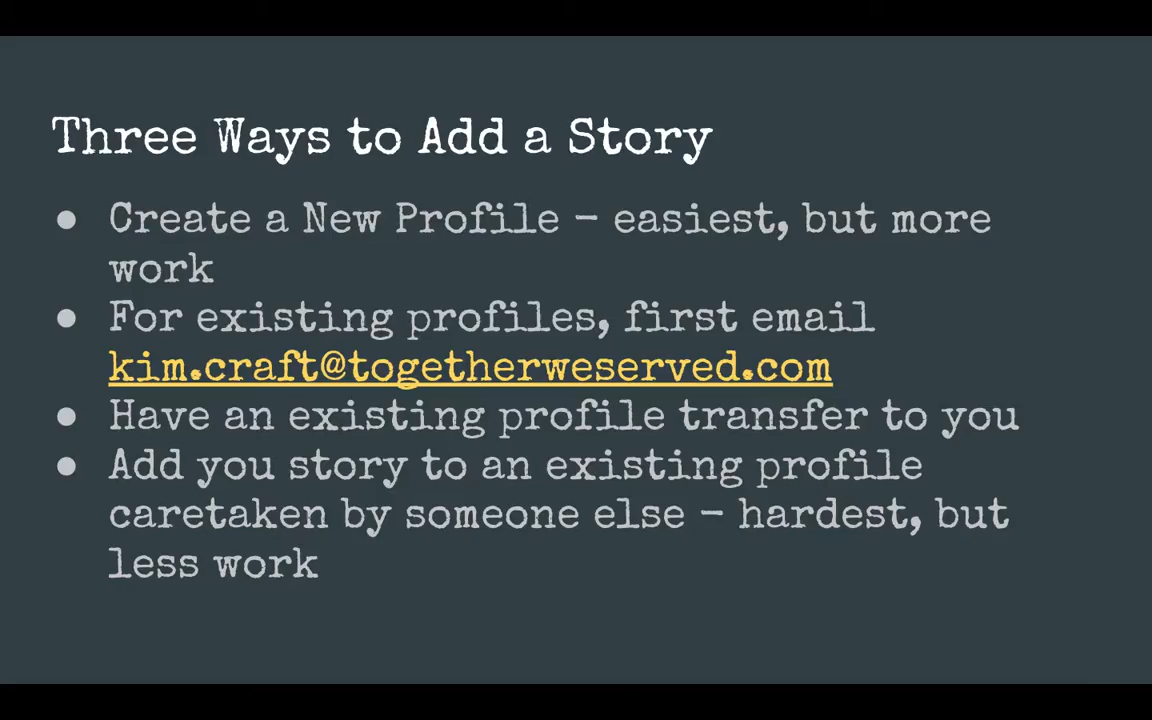 Three Ways to Add a Story
● Create a New Profile – easiest, but more
work
● For existing profiles, first email
kim.craft@togetherweserved.com
● Have an existing profile transfer to you
● Add you story to an existing profile
caretaken by someone else – hardest, but
less work